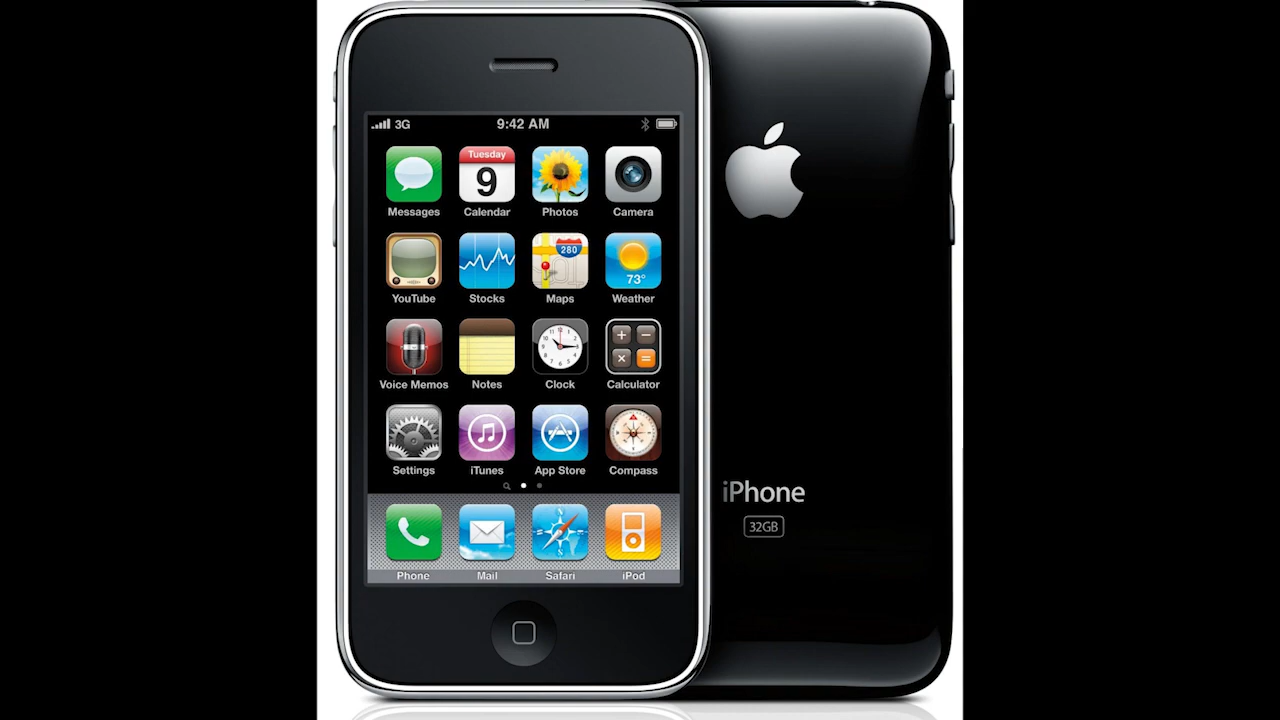 3G 9:42 AM
Tuesday
9
Messages Calendar Photos Camera
280
73°
YouTube Stocks Maps Weather
Voice Memos Notes Clock Calculator
Settings iTunes App Store Compass
iPhone
32GB
Phone Mail Safari iPod